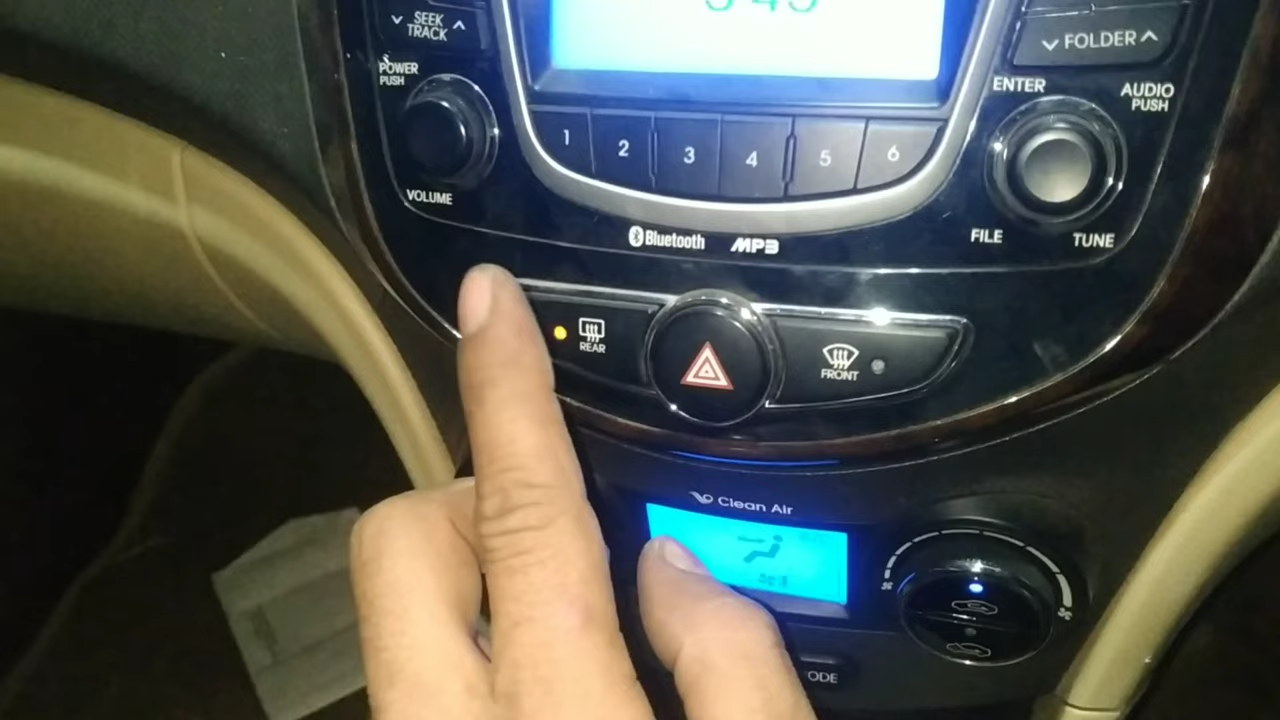 SEEK
TRACK
FOLDER
POWER
PUSH
ENTER
AUDIO
PUSH
1
2
3
4
5
6
VOLUME
Bluetooth
MP3
FILE
TUNE
REAR
FRONT
Clean Air
ODE